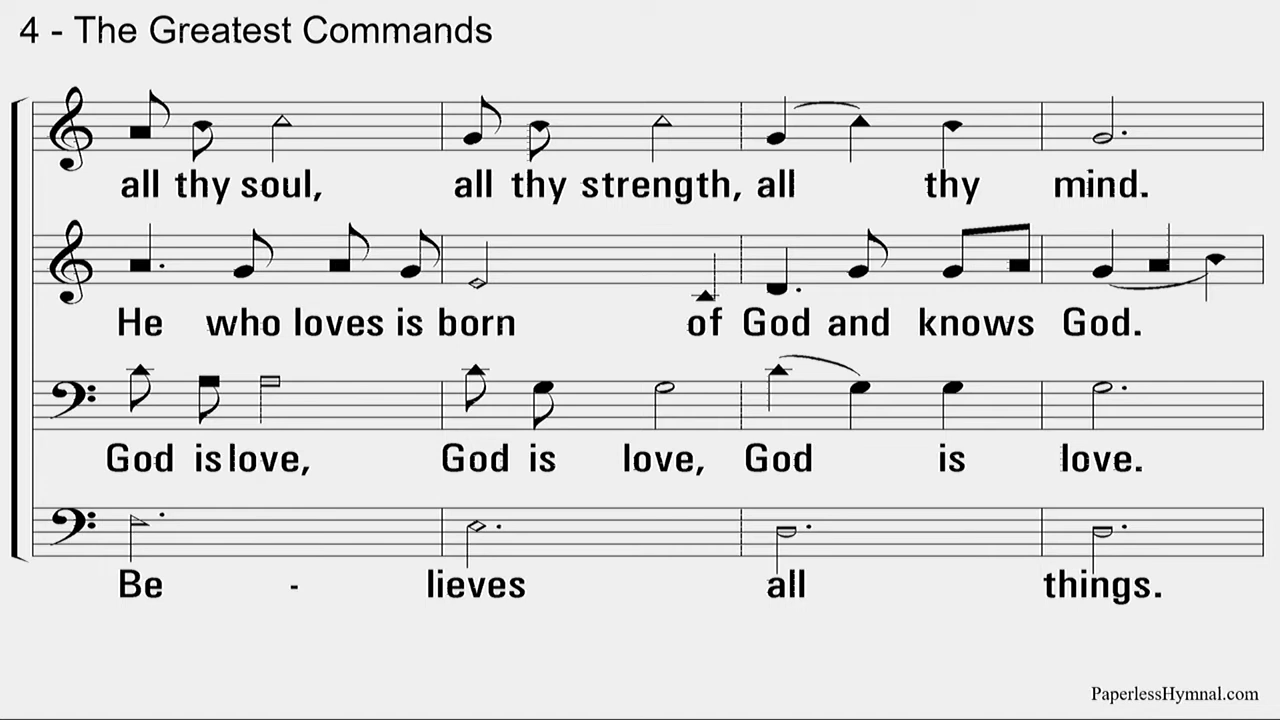 4 - The Greatest Commands
all thy soul, all thy strength, all thy mind.
He who loves is born of God and knows God.
God is love, God is love, God is love.
Be - lieves all things.
PaperlessHymnal.com